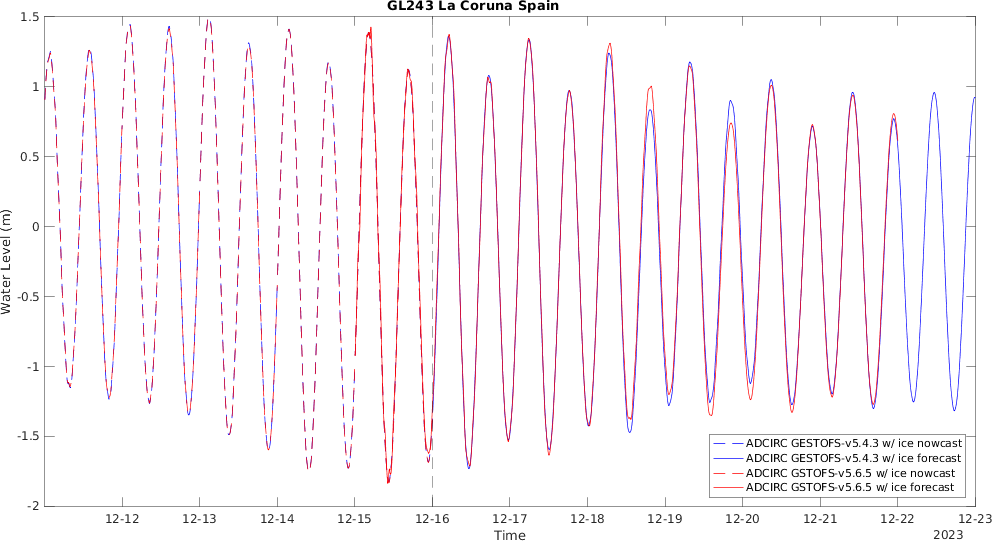 GL243 La Coruna Spain
1.5
1
0.5
0
-0.5
-1
-1.5
-2
Water Level (m)
12-12 12-13 12-14 12-15 12-16 12-17 12-18 12-19 12-20 12-21 12-22 12-23
Time
2023
ADCIRC GESTOFS-v5.4.3 w/ ice nowcast
ADCIRC GESTOFS-v5.4.3 w/ ice forecast
ADCIRC GSTOFS-v5.6.5 w/ ice nowcast
ADCIRC GSTOFS-v5.6.5 w/ ice forecast